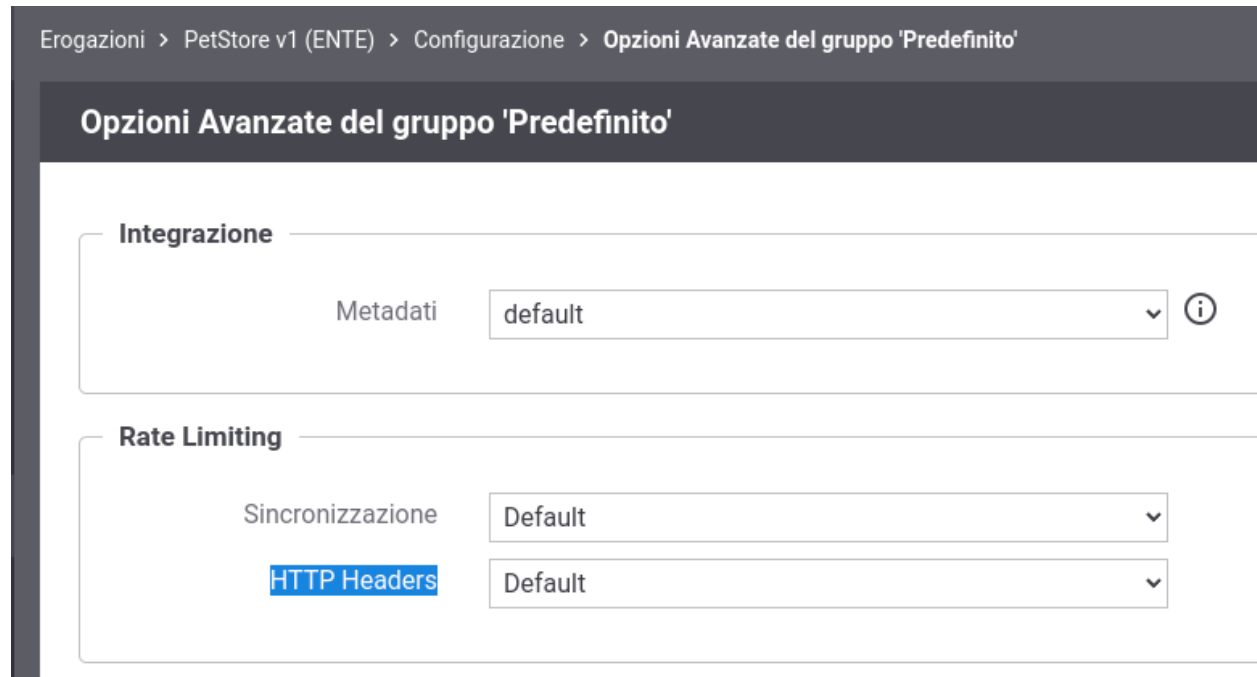 Erogazioni > PetStore v1 (ENTE) > Configurazione > Opzioni Avanzate del gruppo 'Predefinito'
Opzioni Avanzate del gruppo 'Predefinito'
Integrazione
Metadati default
Rate Limiting
Sincronizzazione Default
HTTP Headers Default